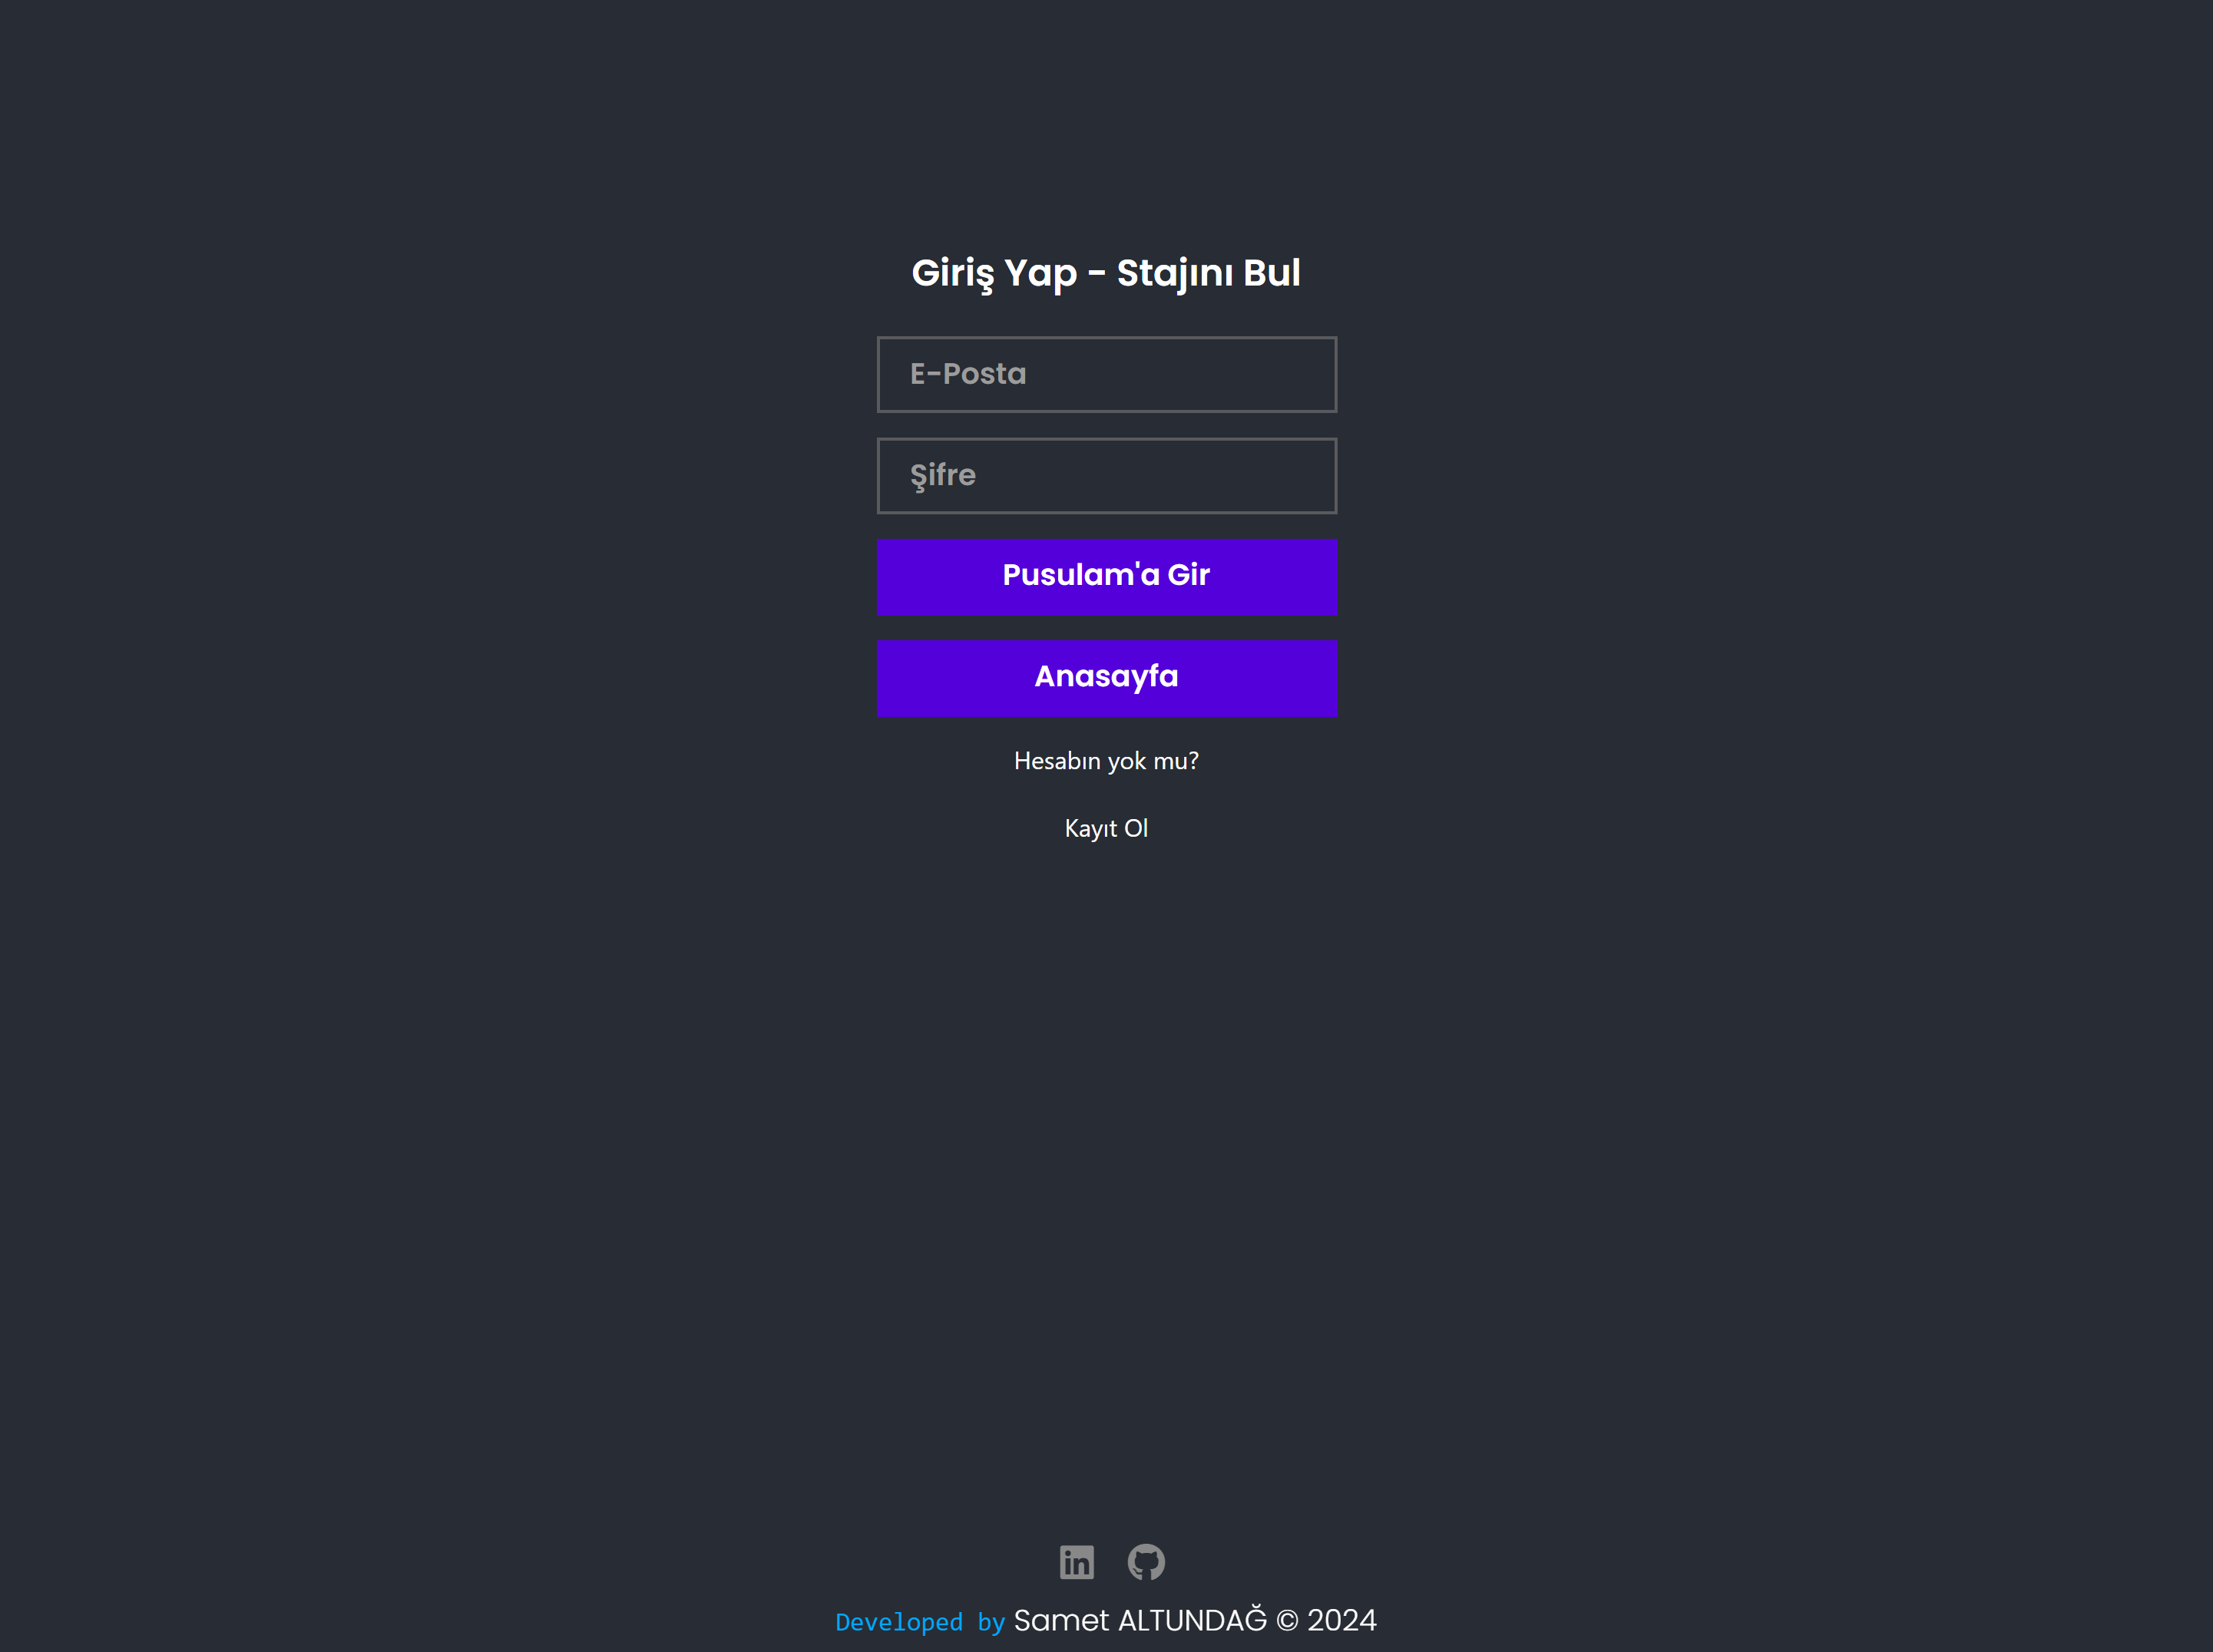 Giriş Yap - Stajını Bul
E-Posta
Şifre
Pusulam'a Gir
Anasayfa
Hesabın yok mu?
Kayıt Ol
in
Developed by Samet ALTUNDAĞ © 2024